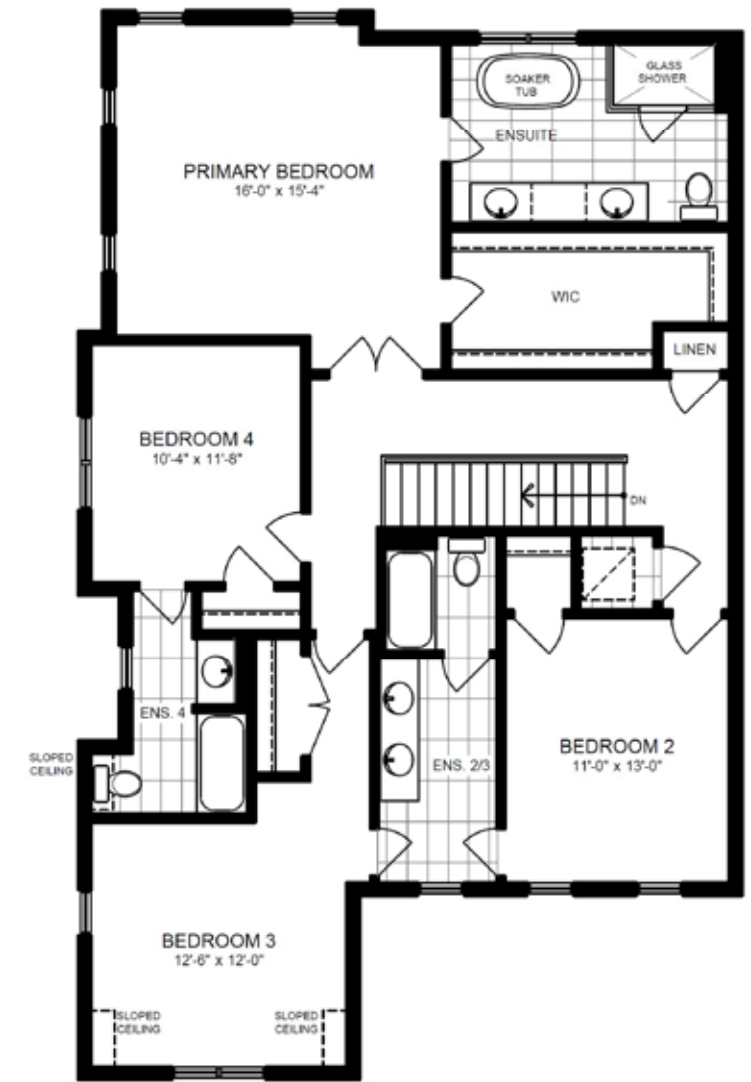 GLASS
SHOWER
SOAKER
TUB
ENSUITE
PRIMARY BEDROOM
16'-0" x 15'-4"
WIC
LINEN
BEDROOM 4
10'-4" x 11'-8"
DN
ENS. 4
SLOPED
CEILING
ENS. 2/3
BEDROOM 2
11'-0" x 13'-0"
BEDROOM 3
12'-6" x 12'-0"
SLOPED
CEILING
SLOPED
CEILING